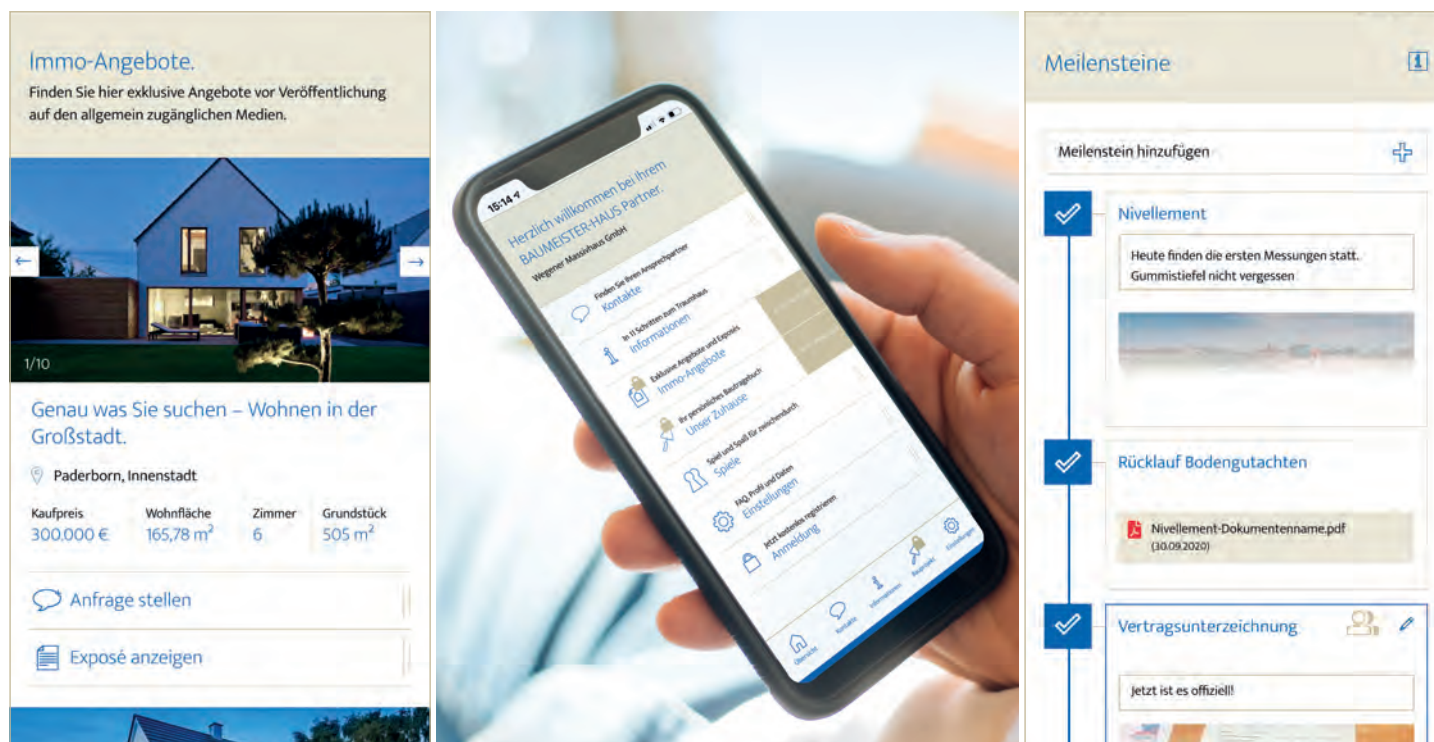 Immo-Angebote.
Finden Sie hier exklusive Angebote vor Veröffentlichung
auf den allgemein zugänglichen Medien.
1/10
Genau was Sie suchen – Wohnen in der
Großstadt.
Paderborn, Innenstadt
Kaufpreis Wohnfläche Zimmer Grundstück
300.000 € 165,78 m² 6 505 m²
Anfrage stellen
Exposé anzeigen
15:14
Herzlich willkommen bei ihrem
BAUMEISTER-HAUS Partner.
Wegener Massivhaus GmbH
Finden Sie Ihren Ansprechpartner
Kontakte
In 11 Schritten zum Traumhaus
Informationen
Exklusive Angebote und Exposés
Immo-Angebote
Ihr persönliches Bautragebuch
Unser Zuhause
Spiel und Spaß für zwischendurch
Spiele
FAQ, Profil und Daten
Einstellungen
Jetzt kostenlos registrieren
Anmeldung
Übersicht
Kontakte
Informationen
Bauprojekt
Einstellungen
Meilensteine
Meilenstein hinzufügen
Nivellement
Heute finden die ersten Messungen statt.
Gummistiefel nicht vergessen
Rücklauf Bodengutachten
Nivellement-Dokumentenname.pdf
(30.09.2020)
Vertragsunterzeichnung
Jetzt ist es offiziell!